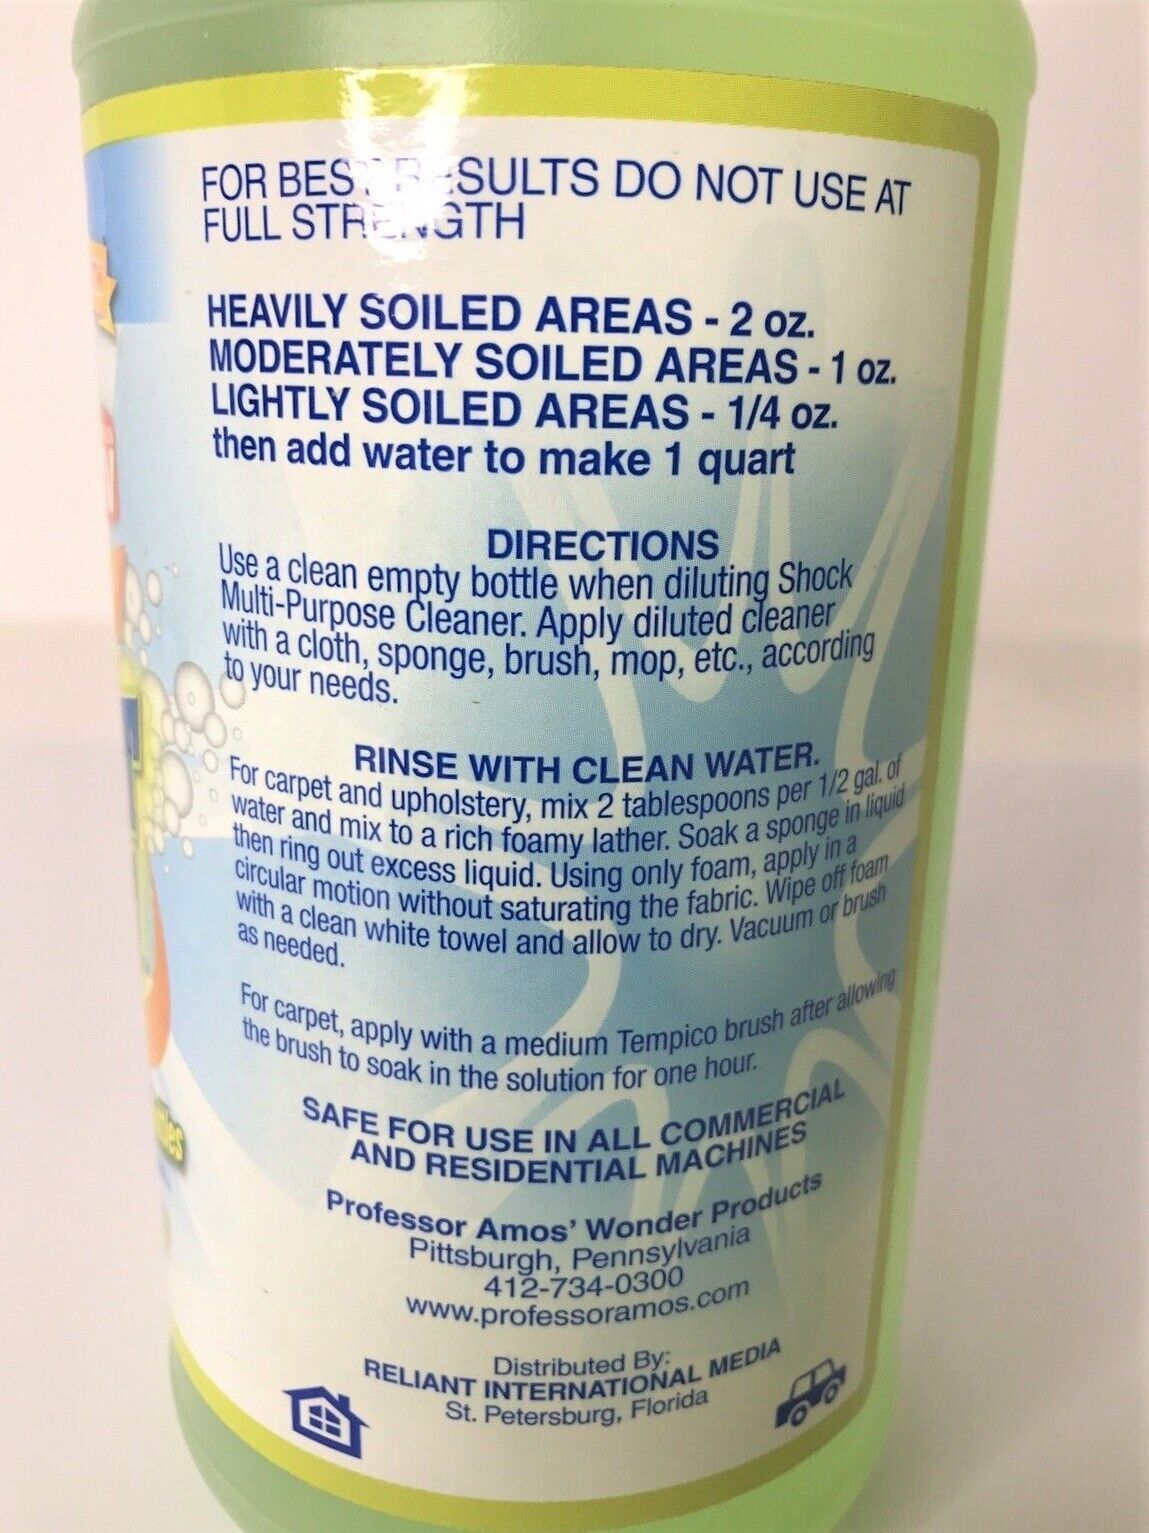 FOR BEST RESULTS DO NOT USE AT
FULL STRENGTH
HEAVILY SOILED AREAS - 2 oz.
MODERATELY SOILED AREAS - 1 oz.
LIGHTLY SOILED AREAS - 1/4 oz.
then add water to make 1 quart
DIRECTIONS
Use a clean empty bottle when diluting Shock
Multi-Purpose Cleaner. Apply diluted cleaner
with a cloth, sponge, brush, mop, etc., according
to your needs.
RINSE WITH CLEAN WATER.
For carpet and upholstery, mix 2 tablespoons per 1/2 gal. of
water and mix to a rich foamy lather. Soak a sponge in liquid
then ring out excess liquid. Using only foam, apply in a
circular motion without saturating the fabric. Wipe off foam
with a clean white towel and allow to dry. Vacuum or brush
as needed.
For carpet, apply with a medium Tempico brush after allowing
the brush to soak in the solution for one hour.
SAFE FOR USE IN ALL COMMERCIAL
AND RESIDENTIAL MACHINES
Professor Amos' Wonder Products
Pittsburgh, Pennsylvania
412-734-0300
www.professoramos.com
Distributed By:
RELIANT INTERNATIONAL MEDIA
St. Petersburg, Florida